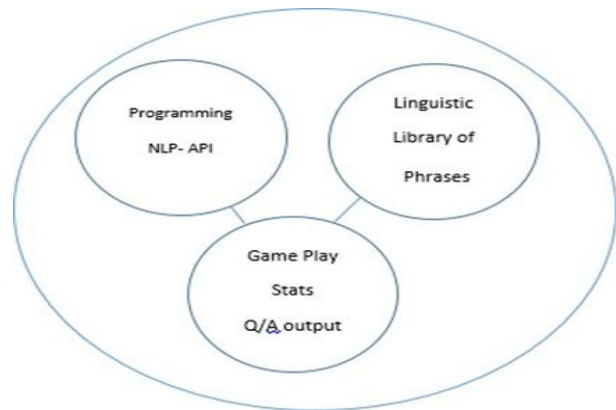 Programming
NLP- API
Linguistic
Library of
Phrases
Game Play
Stats
Q/A output